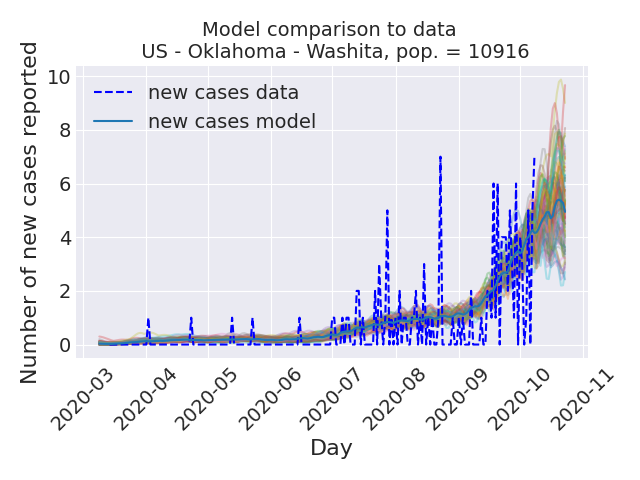 Model comparison to data
US - Oklahoma - Washita, pop. = 10916
Number of new cases reported
10
8
6
4
2
0
new cases data
new cases model
2020-03
2020-04
2020-05
2020-06
2020-07
2020-08
2020-09
2020-10
2020-11
Day